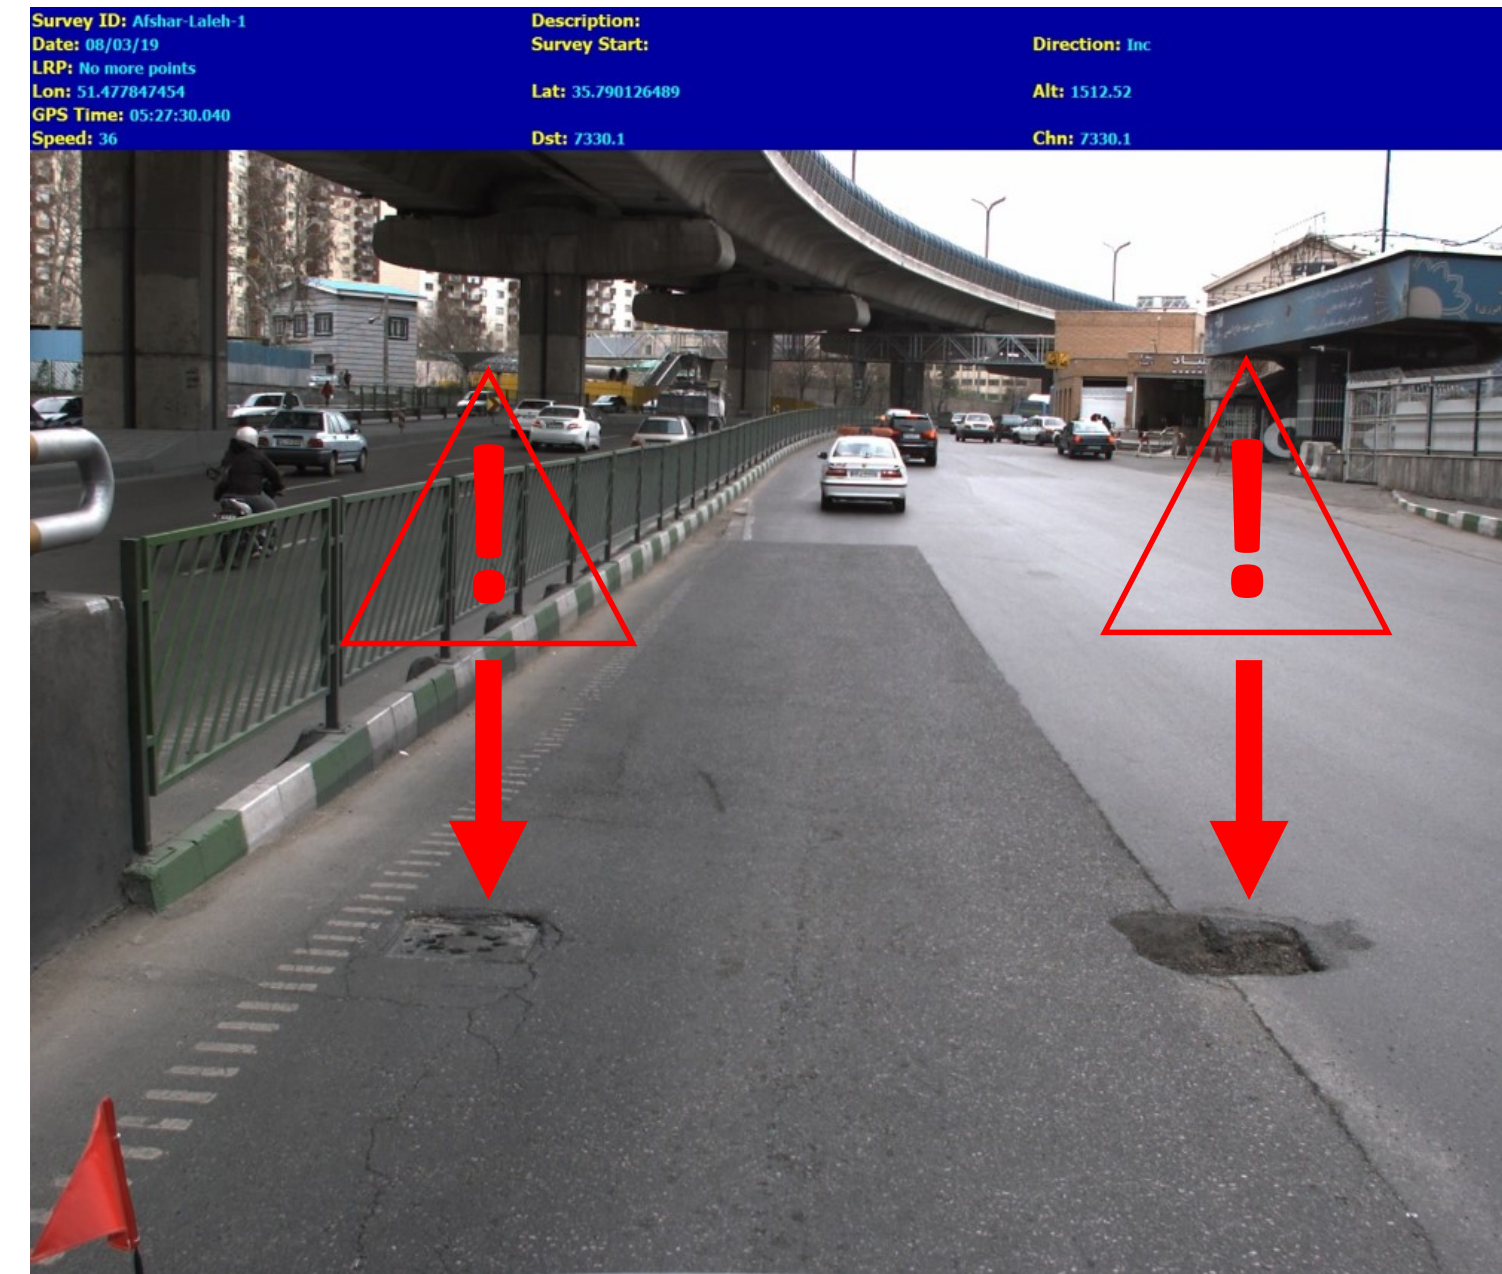 Survey ID: Afshar-Laleh-1
Description:
Date: 08/03/19
Survey Start:
Direction: Inc
LRP: No more points
Lon: 51.477847454
Lat: 35.790126489
Alt: 1512.52
GPS Time: 05:27:30.040
Speed: 36
Dst: 7330.1
Chn: 7330.1
!
!